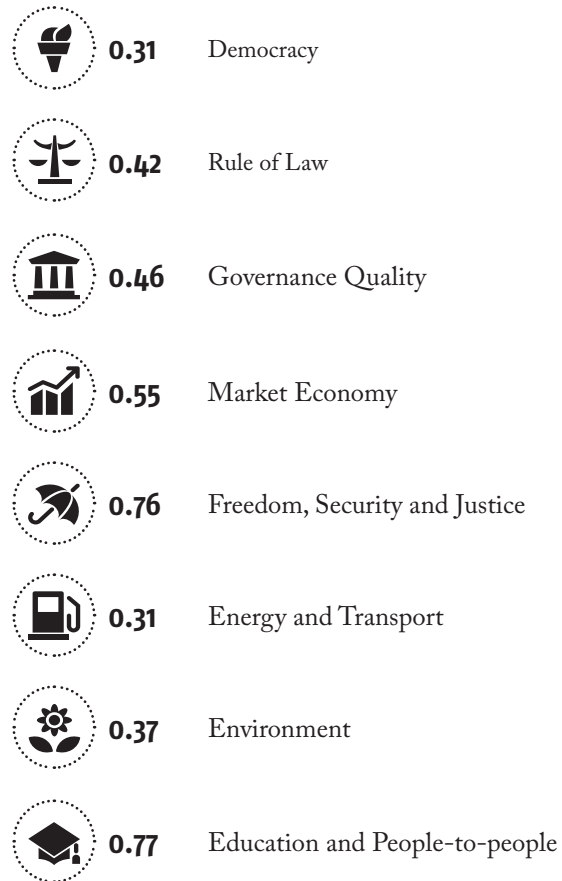 0.31 Democracy
0.42 Rule of Law
0.46 Governance Quality
0.55 Market Economy
0.76 Freedom, Security and Justice
0.31 Energy and Transport
0.37 Environment
0.77 Education and People-to-people